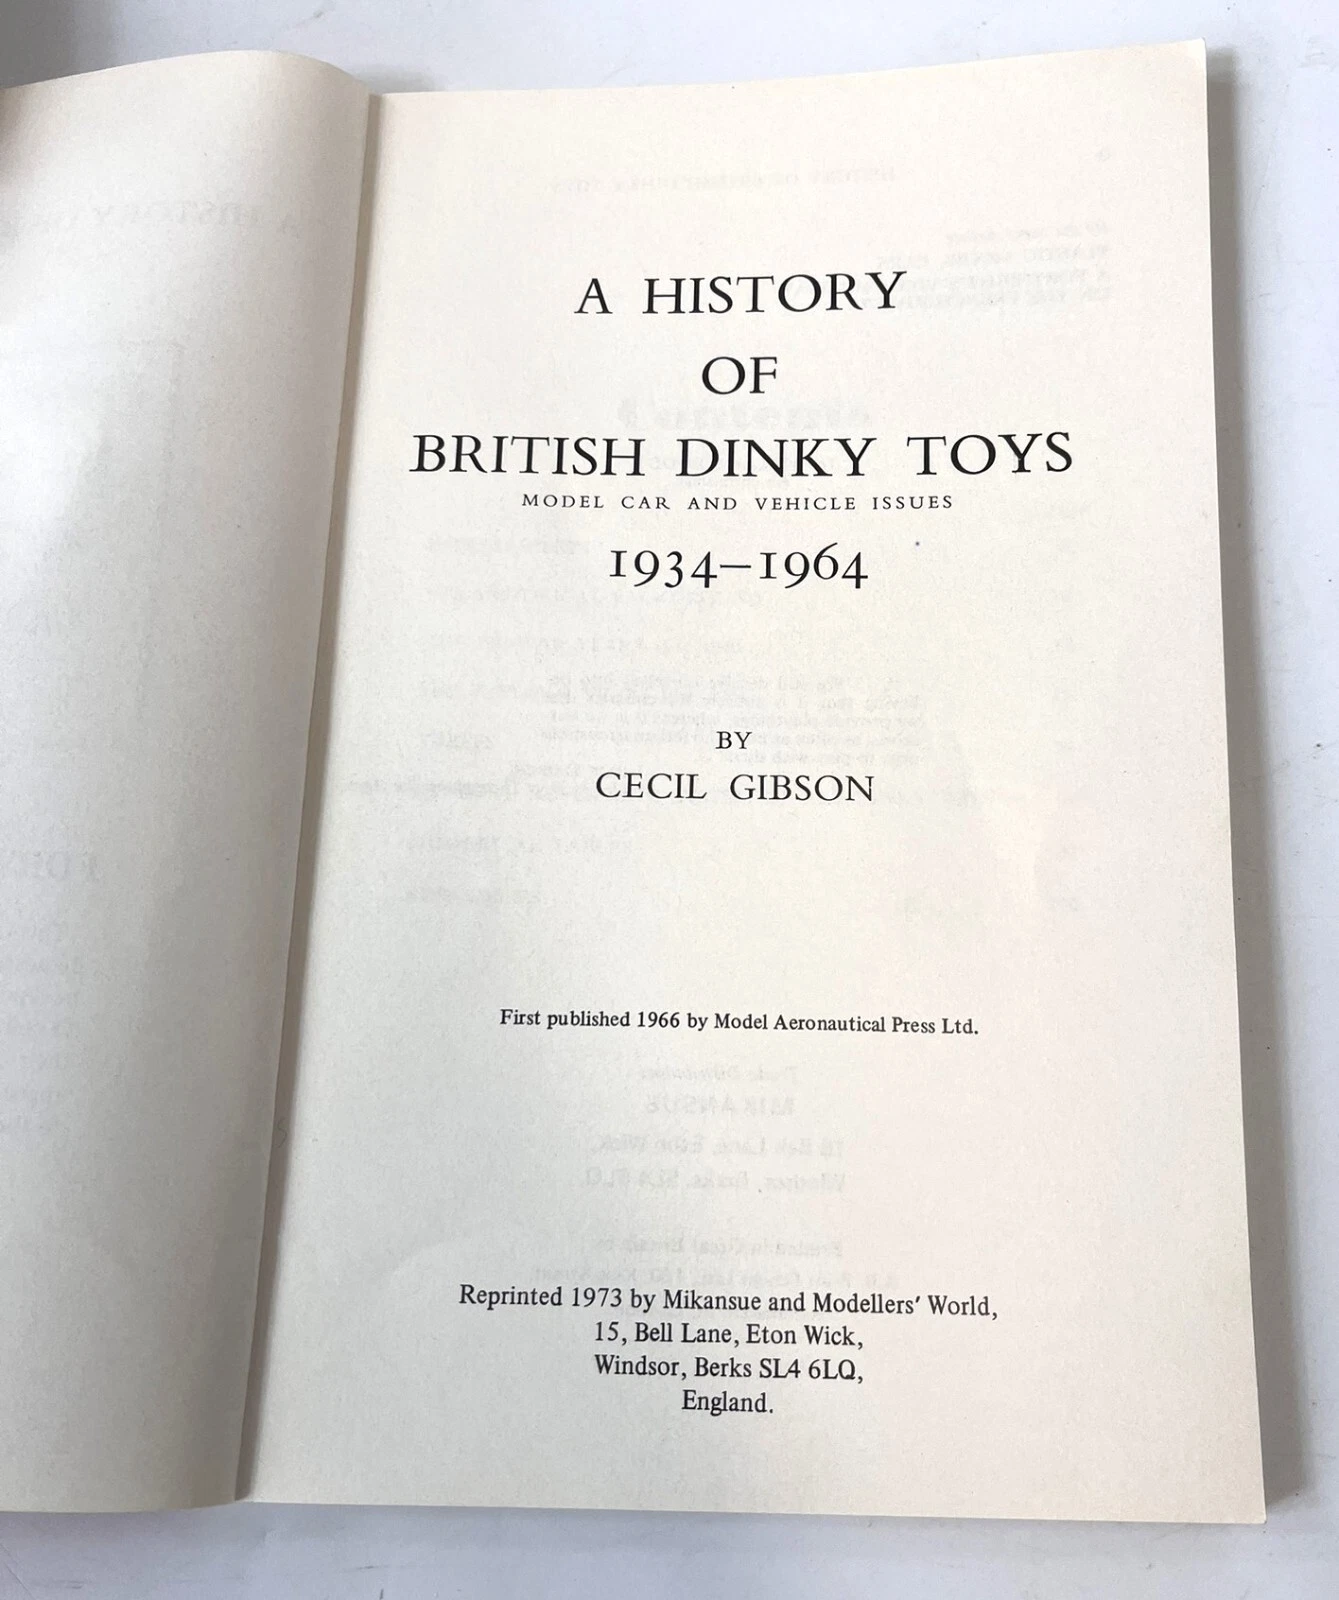 A HISTORY
OF
BRITISH DINKY TOYS
MODEL CAR AND VEHICLE ISSUES
1934–1964
BY
CECIL GIBSON
First published 1966 by Model Aeronautical Press Ltd.
Reprinted 1973 by Mikansue and Modellers' World,
15, Bell Lane, Eton Wick,
Windsor, Berks SL4 6LQ,
England.